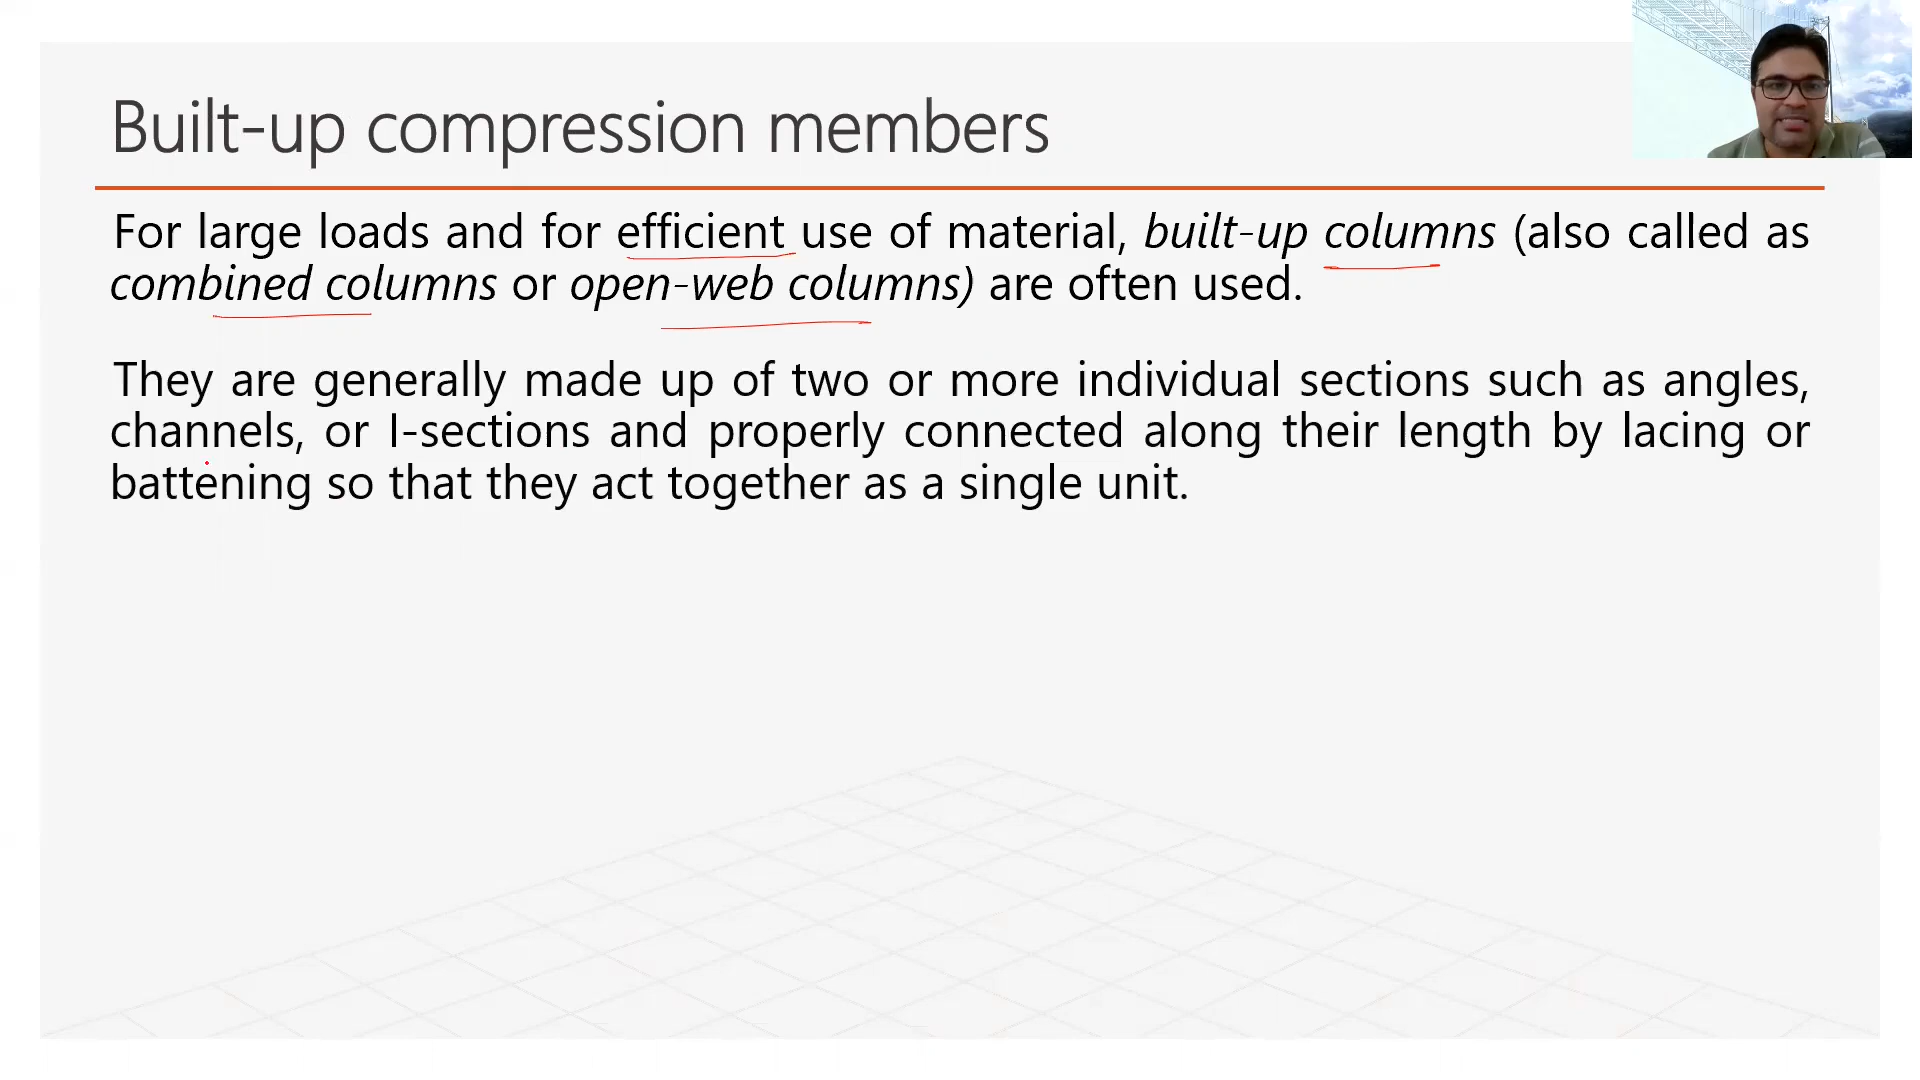 Built-up compression members
For large loads and for efficient use of material, built-up columns (also called as
combined columns or open-web columns) are often used.
They are generally made up of two or more individual sections such as angles,
channels, or I-sections and properly connected along their length by lacing or
battening so that they act together as a single unit.